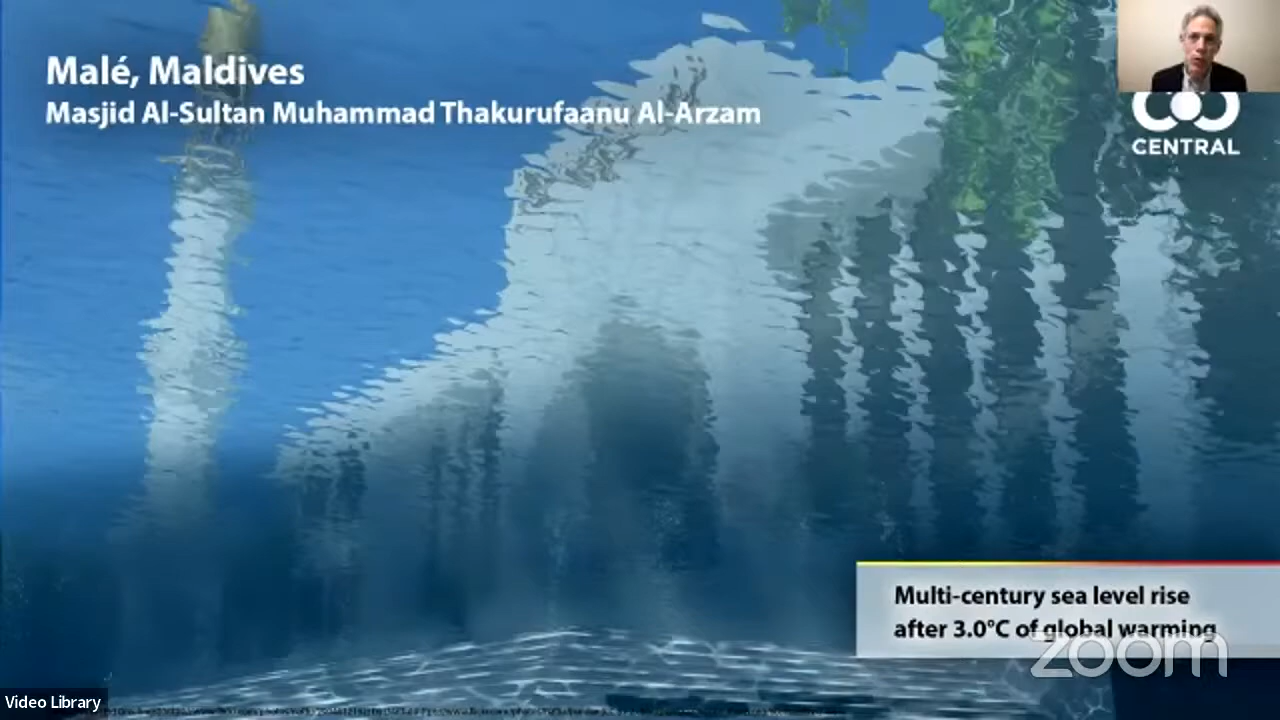 Malé, Maldives
Masjid Al-Sultan Muhammad Thakurufaanu Al-Arzam
CENTRAL
Multi-century sea level rise
after 3.0°C of global warming
zoom
Video Library